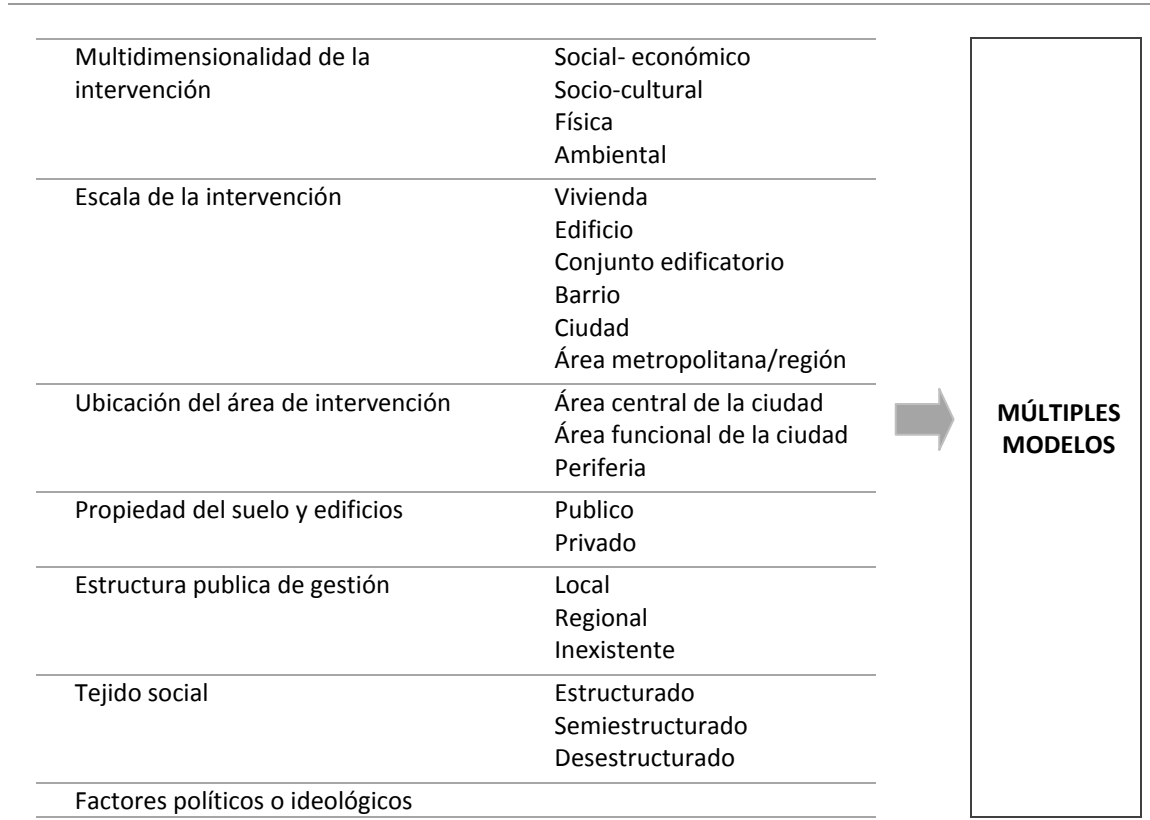 Multidimensionalidad de la
intervención
Social- económico
Socio-cultural
Física
Ambiental
Escala de la intervención
Vivienda
Edificio
Conjunto edificatorio
Barrio
Ciudad
Área metropolitana/región
Ubicación del área de intervención
Área central de la ciudad
Área funcional de la ciudad
Periferia
Propiedad del suelo y edificios
Publico
Privado
Estructura publica de gestión
Local
Regional
Inexistente
Tejido social
Estructurado
Semiestructurado
Desestructurado
Factores políticos o ideológicos
MÚLTIPLES
MODELOS